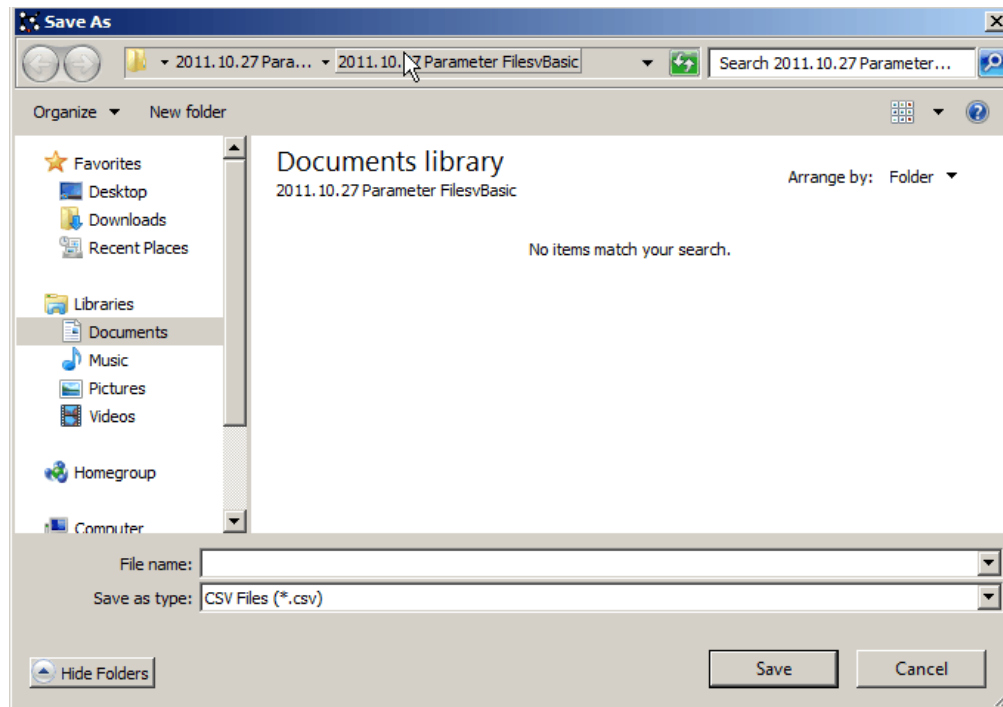 Save As
2011.10.27 Para... 2011.10. Parameter FilesvBasic Search 2011.10.27 Parameter...
Organize New folder
Favorites
Desktop
Downloads
Recent Places
Libraries
Documents
Music
Pictures
Videos
Homegroup
Computer
Documents library
2011.10.27 Parameter FilesvBasic
Arrange by: Folder
No items match your search.
File name:
Save as type: CSV Files (*.csv)
Hide Folders Save Cancel